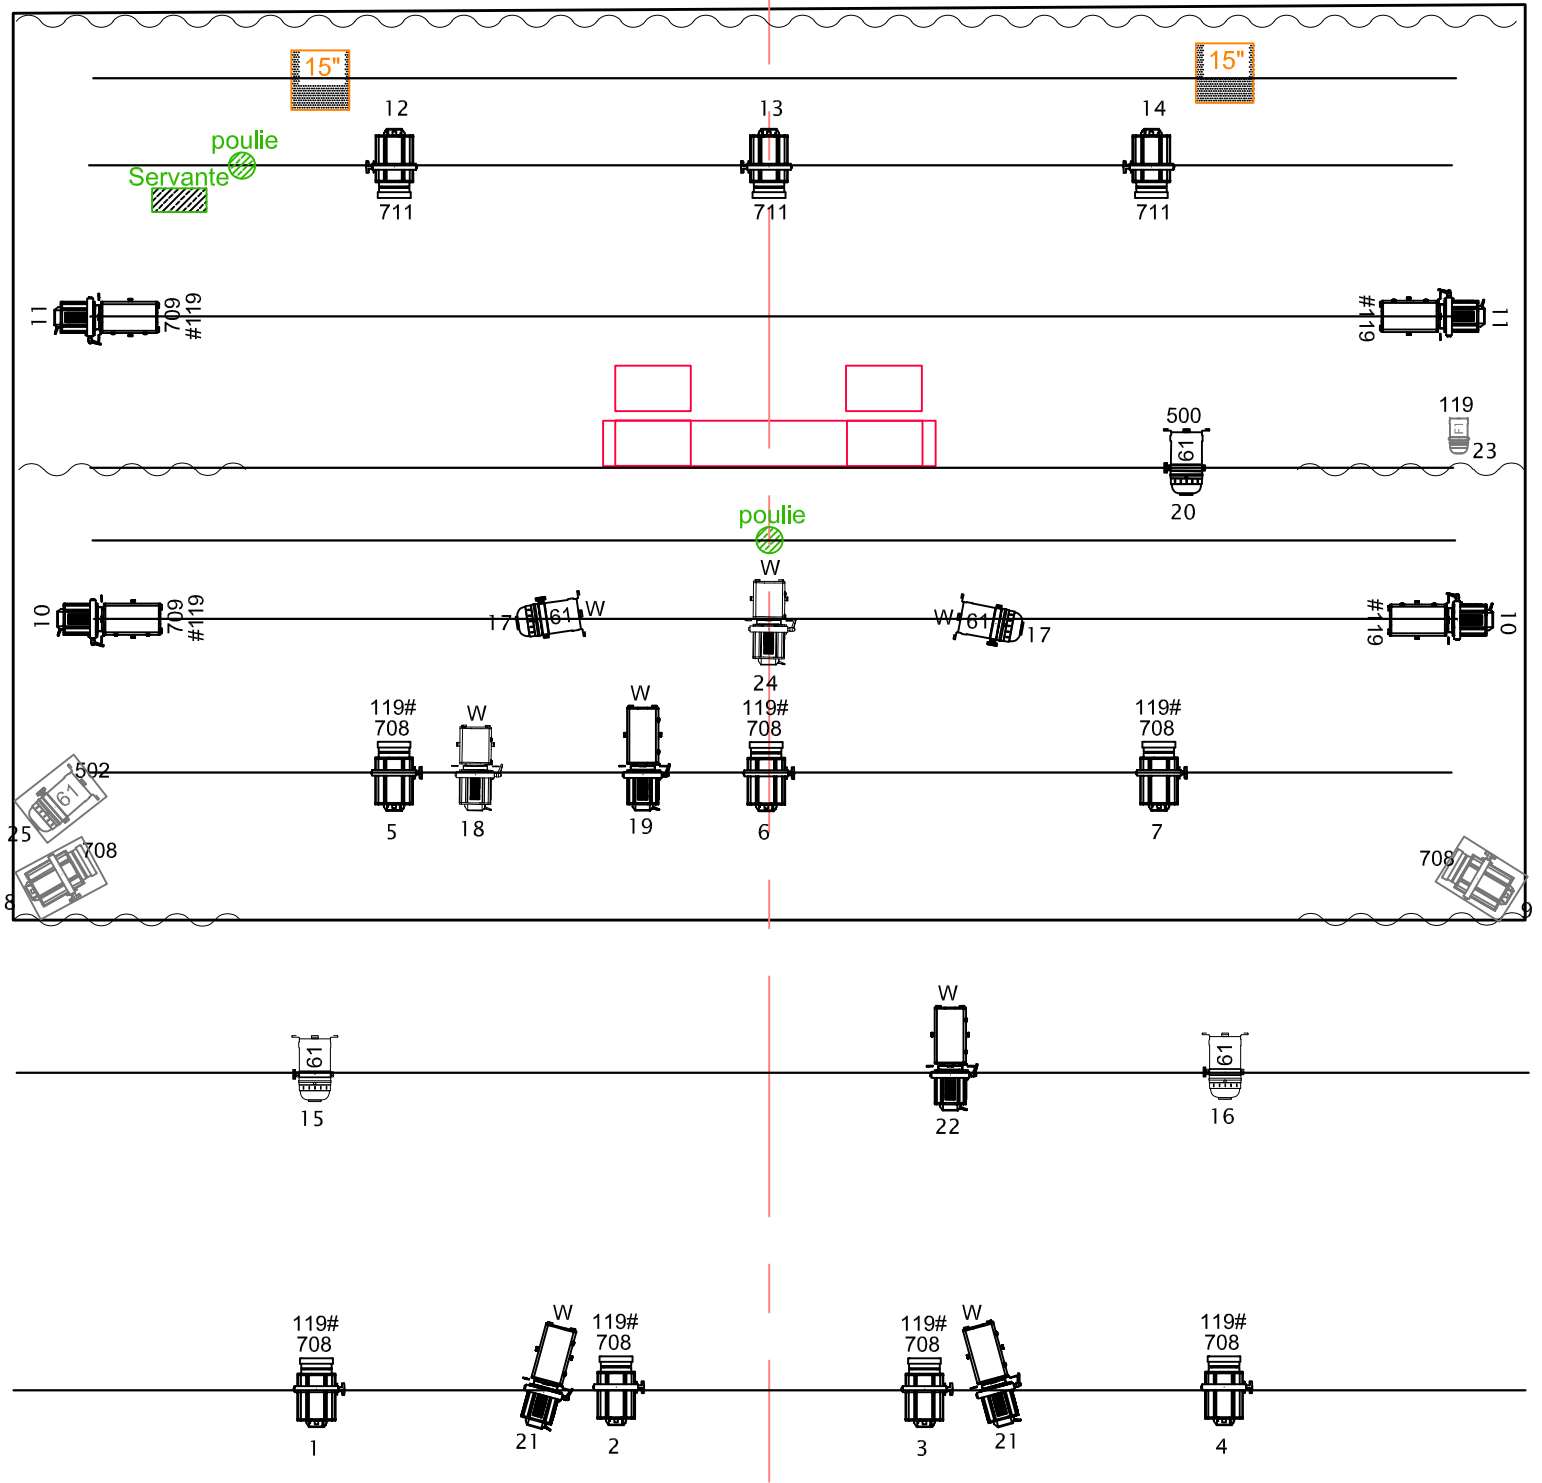 15" 15"
12 13 14
poulie
Servante
711 711 711
11 709 #119 #119 11
119
500
61 F1 23
20
poulie
W
10 709 #119 17 61 W W 61 17 #119 10
24
W
119# 119# 119#
708 708 708
W
502
61
25
5 18 19 6 7
708 708
8 9
W
61 61
15 22 16
W W
119# 119# 119# 119#
708 708 708 708
21 21
1 2 3 4